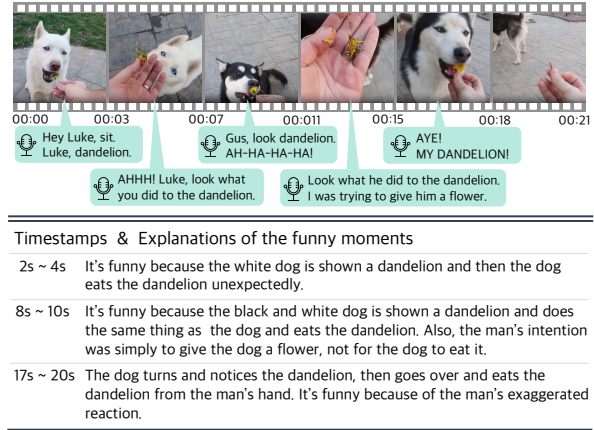 00:00
00:03
00:07
00:011
00:15
00:18
00:21
Hey Luke, sit.
Luke, dandelion.
Gus, look dandelion.
AH-HA-HA-HA!
AYE!
MY DANDELION!
AHHH! Luke, look what
you did to the dandelion.
Look what he did to the dandelion.
I was trying to give him a flower.
Timestamps & Explanations of the funny moments
2s ~ 4s It's funny because the white dog is shown a dandelion and then the dog
eats the dandelion unexpectedly.
8s ~ 10s It's funny because the black and white dog is shown a dandelion and does
the same thing as the dog and eats the dandelion. Also, the man's intention
was simply to give the dog a flower, not for the dog to eat it.
17s ~ 20s The dog turns and notices the dandelion, then goes over and eats the
dandelion from the man's hand. It's funny because of the man's exaggerated
reaction.